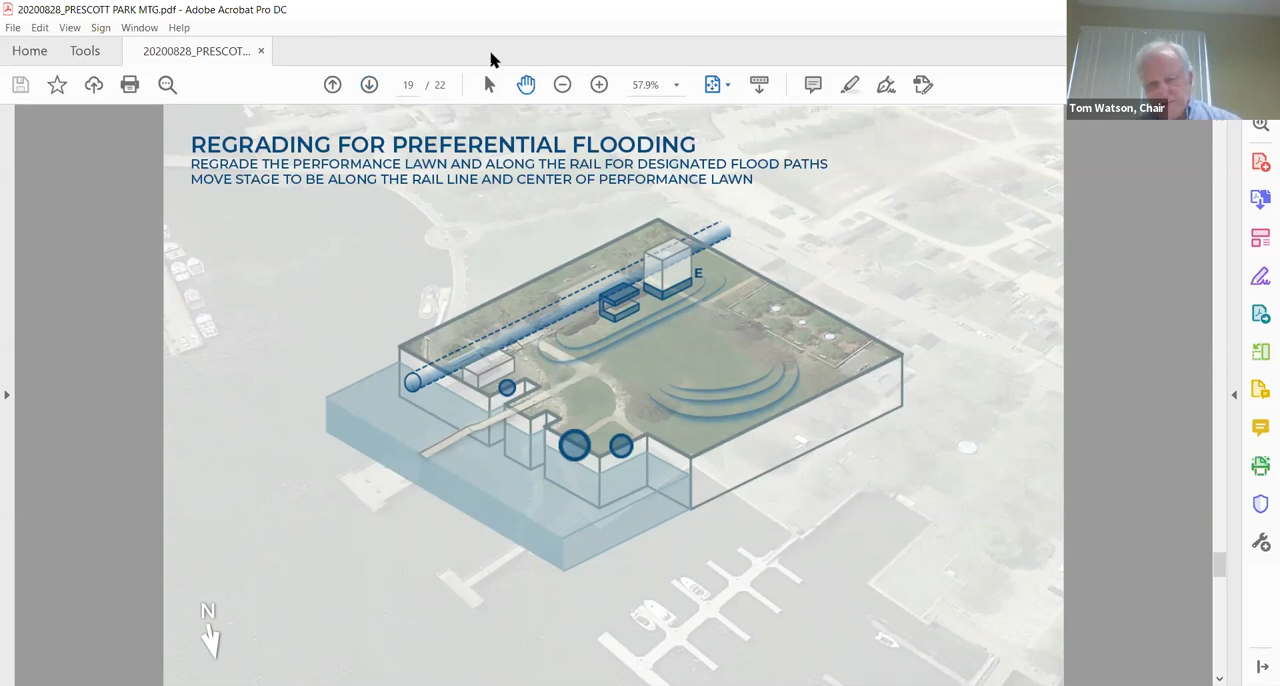 20200828_PRESCOTT PARK MTG.pdf - Adobe Acrobat Pro DC
File Edit View Sign Window Help
Home Tools 20200828_PRESCOT... ×
19 / 22 57.9%
Tom Watson, Chair
REGRADING FOR PREFERENTIAL FLOODING
REGRADE THE PERFORMANCE LAWN AND ALONG THE RAIL FOR DESIGNATED FLOOD PATHS
MOVE STAGE TO BE ALONG THE RAIL LINE AND CENTER OF PERFORMANCE LAWN
E
N